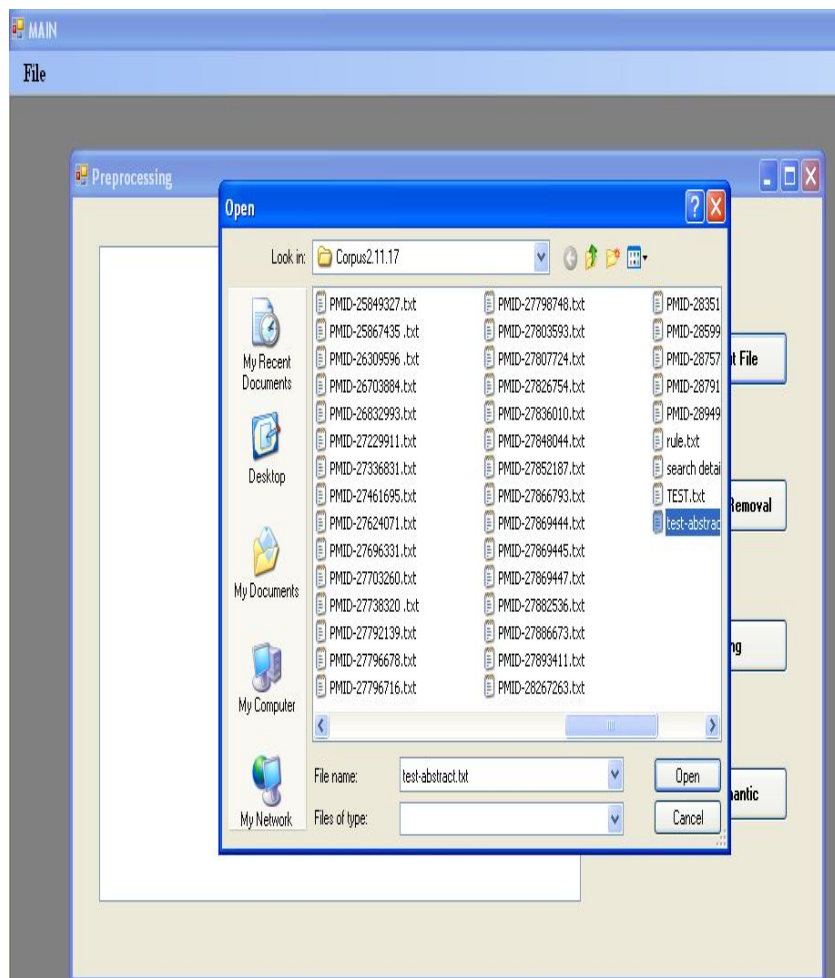 MAIN
File
Preprocessing
Open
Look in: Corpus2.11.17
My Recent
Documents
Desktop
My Documents
My Computer
My Network
PMID-25849327.txt
PMID-25867435 .txt
PMID-26309596 .txt
PMID-26703884.txt
PMID-26832993.txt
PMID-27229911.txt
PMID-27336831.txt
PMID-27461695.txt
PMID-27624071.txt
PMID-27696331.txt
PMID-27703260.txt
PMID-27738320 .txt
PMID-27792139.txt
PMID-27796678.txt
PMID-27796716.txt
PMID-27798748.txt
PMID-27803593.txt
PMID-27807724.txt
PMID-27826754.txt
PMID-27836010.txt
PMID-27848044.txt
PMID-27852187.txt
PMID-27866793.txt
PMID-27869444.txt
PMID-27869445.txt
PMID-27869447.txt
PMID-27882536.txt
PMID-27886673.txt
PMID-27893411.txt
PMID-28267263.txt
PMID-28351
PMID-28599
PMID-28757
PMID-28791
PMID-28949
rule.txt
search detai
TEST.txt
test-abstrac
File name: test-abstract.txt
Files of type:
Open
Cancel
t File
Removal
ng
nantic